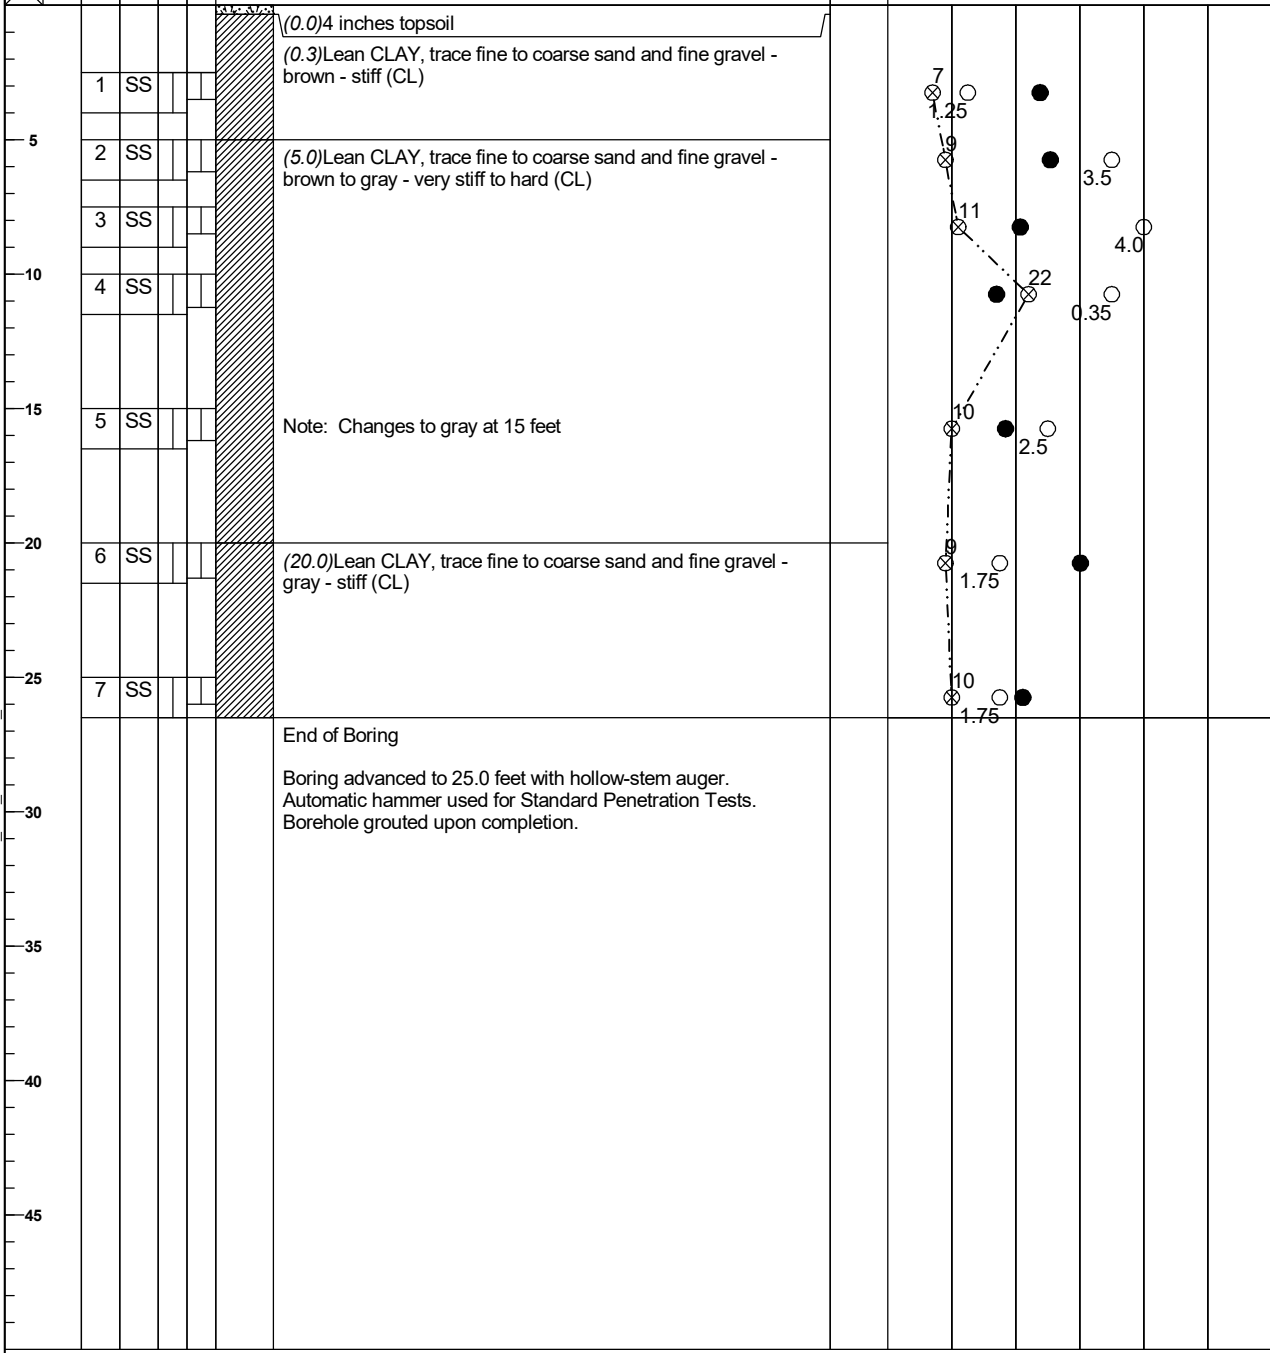 (0.0)4 inches topsoil
(0.3)Lean CLAY, trace fine to coarse sand and fine gravel -
brown - stiff (CL)
7
1 SS
1.25
5
2 SS
9
(5.0)Lean CLAY, trace fine to coarse sand and fine gravel -
brown to gray - very stiff to hard (CL)
3.5
3 SS
11
4.0
10
4 SS
22
0.35
15
5 SS
Note: Changes to gray at 15 feet
10
2.5
20
6 SS
9
(20.0)Lean CLAY, trace fine to coarse sand and fine gravel -
gray - stiff (CL)
1.75
25
7 SS
10
1.75
End of Boring
Boring advanced to 25.0 feet with hollow-stem auger.
Automatic hammer used for Standard Penetration Tests.
Borehole grouted upon completion.
30
35
40
45